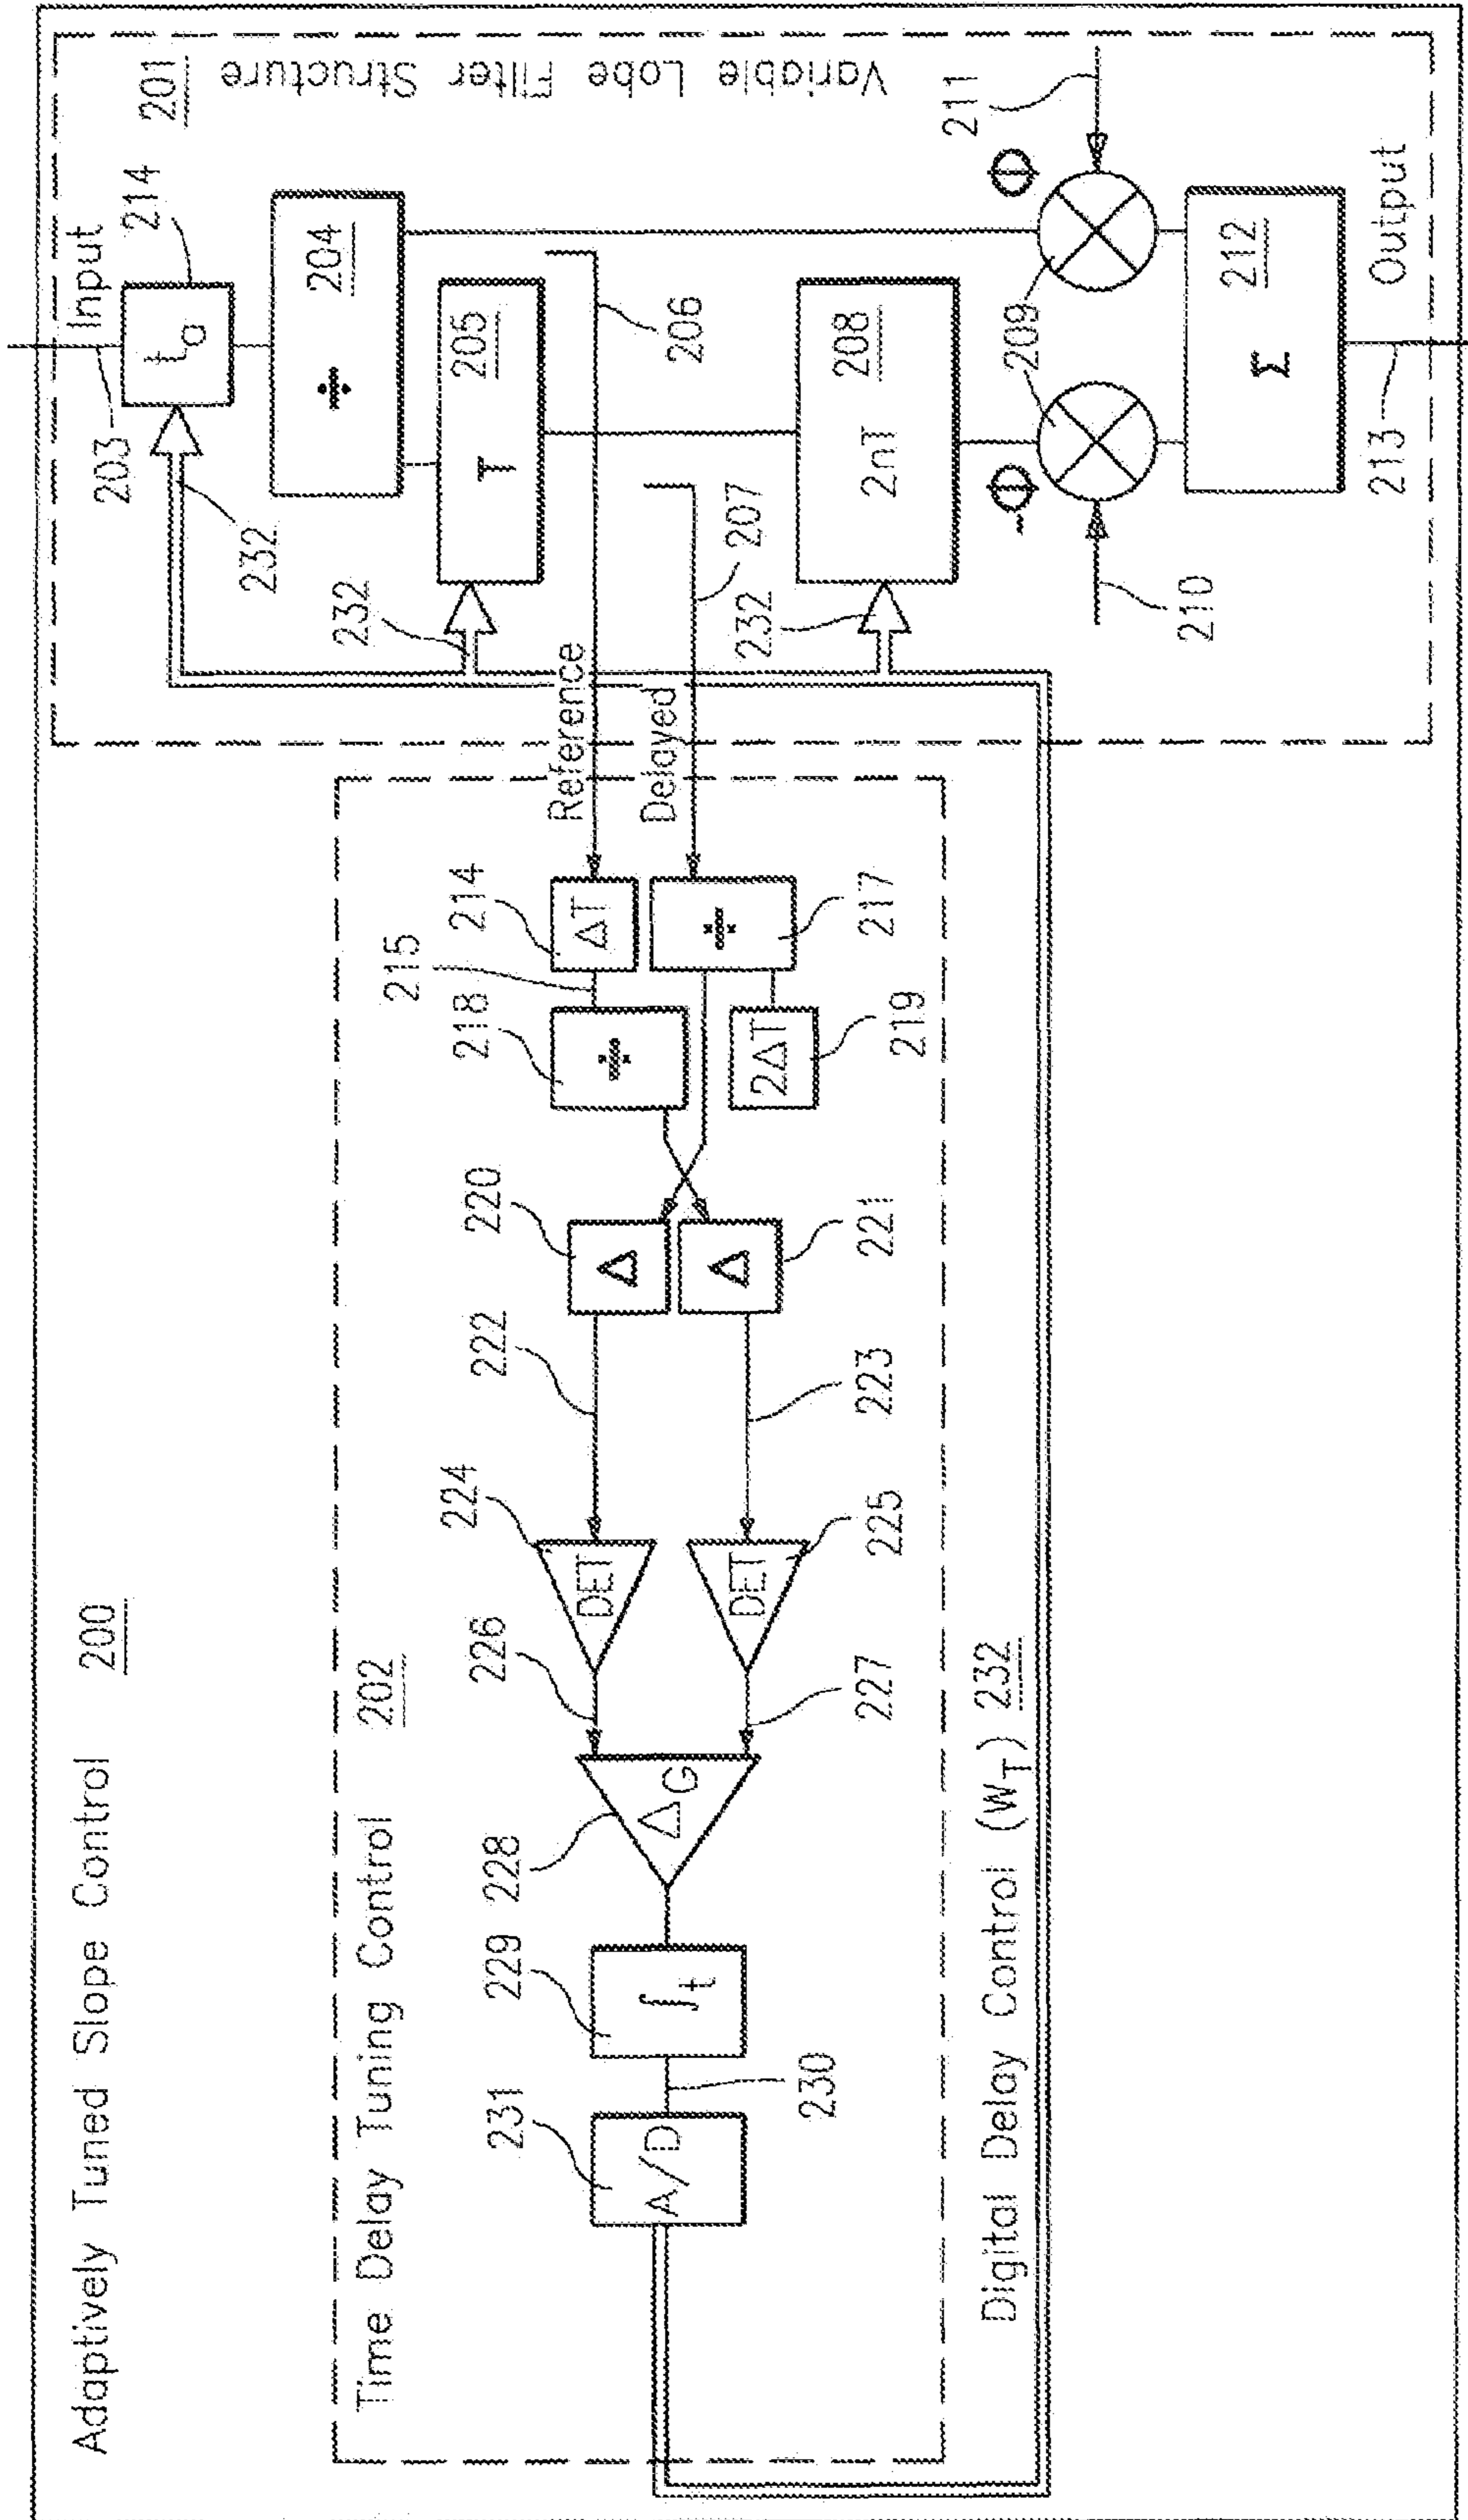 Adaptively Tuned Slope Control 200
Time Delay Tuning Control 202
231
A/D
230
229
∫t
228
ΔG
226
227
224
DET
225
DET
222
223
220
Δ
221
Δ
218
÷
215
214
ΔT
217
÷
219
2ΔT
Reference
Delayed
Digital Delay Control (WT) 232
201
Variable Lobe Filter Structure
Input
203
214
ta
232
204
÷
205
T
232
206
207
208
2nT
232
Φ
~Φ
209
210
211
212
Σ
Output
213